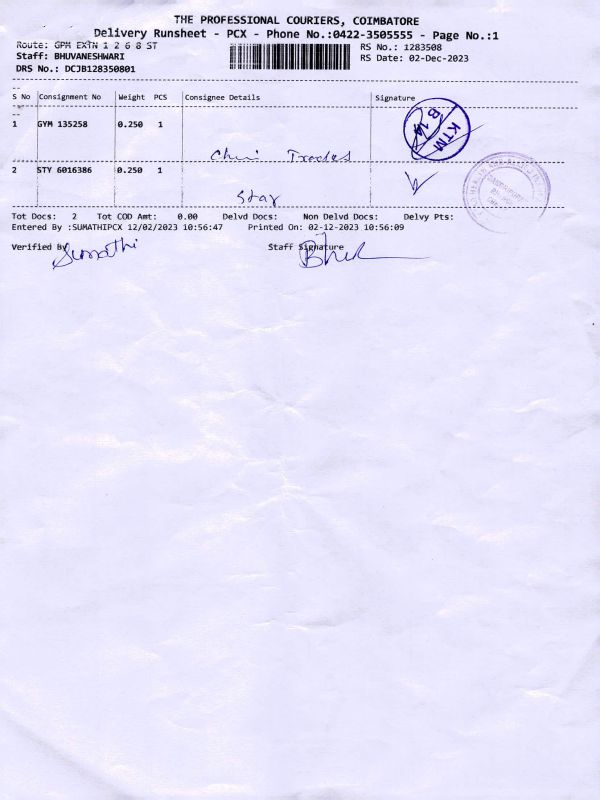 THE PROFESSIONAL COURIERS, COIMBATORE
Delivery Runsheet - PCX - Phone No.:0422-3505555 - Page No.:1
Route: GPM EXTN 1 2 6 8 ST RS No.: 1283508
Staff: BHUVANESHWARI RS Date: 02-Dec-2023
DRS No.: DCJB128350801
S No Consignment No Weight PCS Consignee Details Signature
1 GYM 135258 0.250 1
KTM
Traders
2 STY 6016386 0.250 1
Star
Tot Docs: 2 Tot COD Amt: 0.00 Delvd Docs: Non Delvd Docs: Delvy Pts:
Entered By :SUMATHIPCX 12/02/2023 10:56:47 Printed On: 02-12-2023 10:56:09
Verified By Sumathi Staff Signature